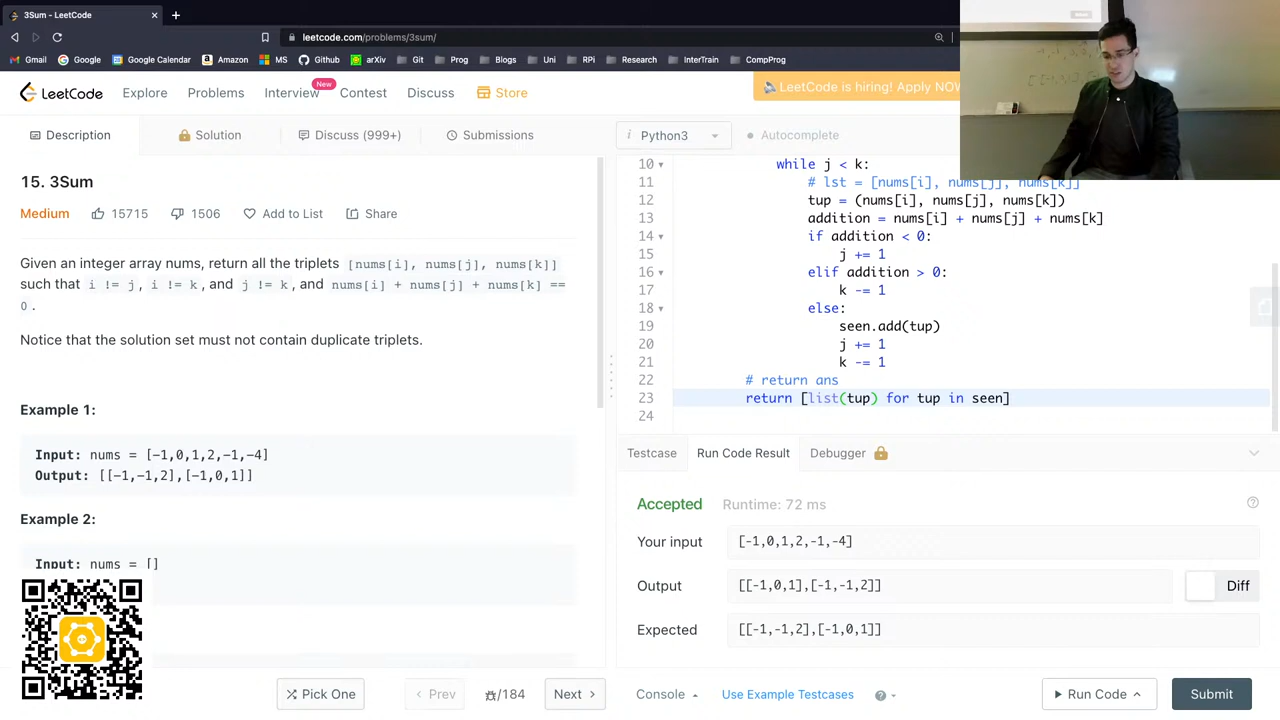 3Sum - LeetCode
leetcode.com/problems/3sum/
Gmail Google Google Calendar Amazon MS Github arXiv Prog Blogs Uni RPi Research InterTrain CompProg
LeetCode Explore Problems Interview New Contest Discuss Store LeetCode is hiring! Apply NOW
Description Solution Discuss (999+) Submissions
Python3 Autocomplete
15. 3Sum
Medium 15715 1506 Add to List Share
Given an integer array nums, return all the triplets [nums[i], nums[j], nums[k]]
such that i != j, i != k, and j != k, and nums[i] + nums[j] + nums[k] ==
0.
Notice that the solution set must not contain duplicate triplets.
Example 1:
Input: nums = [-1,0,1,2,-1,-4]
Output: [[-1,-1,2],[-1,0,1]]
Example 2:
Input: nums = []
10 while j < k:
11 # lst = [nums[i], nums[j], nums[k]]
12 tup = (nums[i], nums[j], nums[k])
13 addition = nums[i] + nums[j] + nums[k]
14 if addition < 0:
15 j += 1
16 elif addition > 0:
17 k -= 1
18 else:
19 seen.add(tup)
20 j += 1
21 k -= 1
22 # return ans
23 return [list(tup) for tup in seen]
24
Testcase Run Code Result Debugger
Accepted Runtime: 72 ms
Your input [-1,0,1,2,-1,-4]
Output [[-1,0,1],[-1,-1,2]] Diff
Expected [[-1,-1,2],[-1,0,1]]
Pick One Prev /184 Next Console Use Example Testcases Run Code Submit